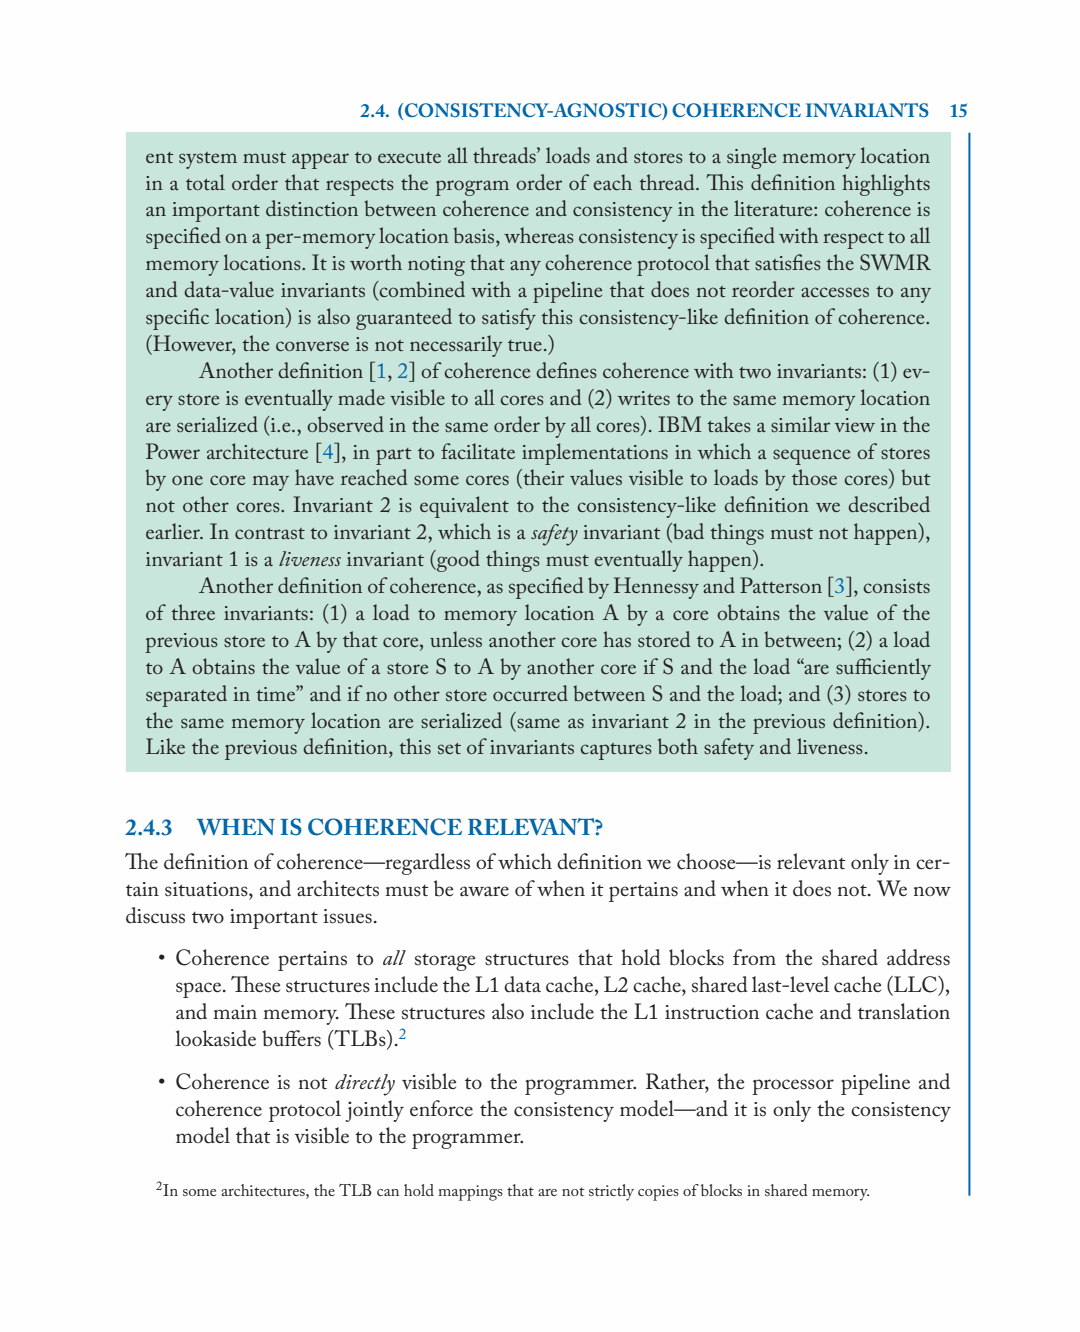 2.4. (CONSISTENCY-AGNOSTIC) COHERENCE INVARIANTS 15
ent system must appear to execute all threads’ loads and stores to a single memory location
in a total order that respects the program order of each thread. This definition highlights
an important distinction between coherence and consistency in the literature: coherence is
specified on a per-memory location basis, whereas consistency is specified with respect to all
memory locations. It is worth noting that any coherence protocol that satisfies the SWMR
and data-value invariants (combined with a pipeline that does not reorder accesses to any
specific location) is also guaranteed to satisfy this consistency-like definition of coherence.
(However, the converse is not necessarily true.)
Another definition [1, 2] of coherence defines coherence with two invariants: (1) ev-
ery store is eventually made visible to all cores and (2) writes to the same memory location
are serialized (i.e., observed in the same order by all cores). IBM takes a similar view in the
Power architecture [4], in part to facilitate implementations in which a sequence of stores
by one core may have reached some cores (their values visible to loads by those cores) but
not other cores. Invariant 2 is equivalent to the consistency-like definition we described
earlier. In contrast to invariant 2, which is a safety invariant (bad things must not happen),
invariant 1 is a liveness invariant (good things must eventually happen).
Another definition of coherence, as specified by Hennessy and Patterson [3], consists
of three invariants: (1) a load to memory location A by a core obtains the value of the
previous store to A by that core, unless another core has stored to A in between; (2) a load
to A obtains the value of a store S to A by another core if S and the load “are sufficiently
separated in time” and if no other store occurred between S and the load; and (3) stores to
the same memory location are serialized (same as invariant 2 in the previous definition).
Like the previous definition, this set of invariants captures both safety and liveness.
2.4.3 WHEN IS COHERENCE RELEVANT?
The definition of coherence—regardless of which definition we choose—is relevant only in cer-
tain situations, and architects must be aware of when it pertains and when it does not. We now
discuss two important issues.
• Coherence pertains to all storage structures that hold blocks from the shared address
space. These structures include the L1 data cache, L2 cache, shared last-level cache (LLC),
and main memory. These structures also include the L1 instruction cache and translation
lookaside buffers (TLBs).2
• Coherence is not directly visible to the programmer. Rather, the processor pipeline and
coherence protocol jointly enforce the consistency model—and it is only the consistency
model that is visible to the programmer.
2In some architectures, the TLB can hold mappings that are not strictly copies of blocks in shared memory.